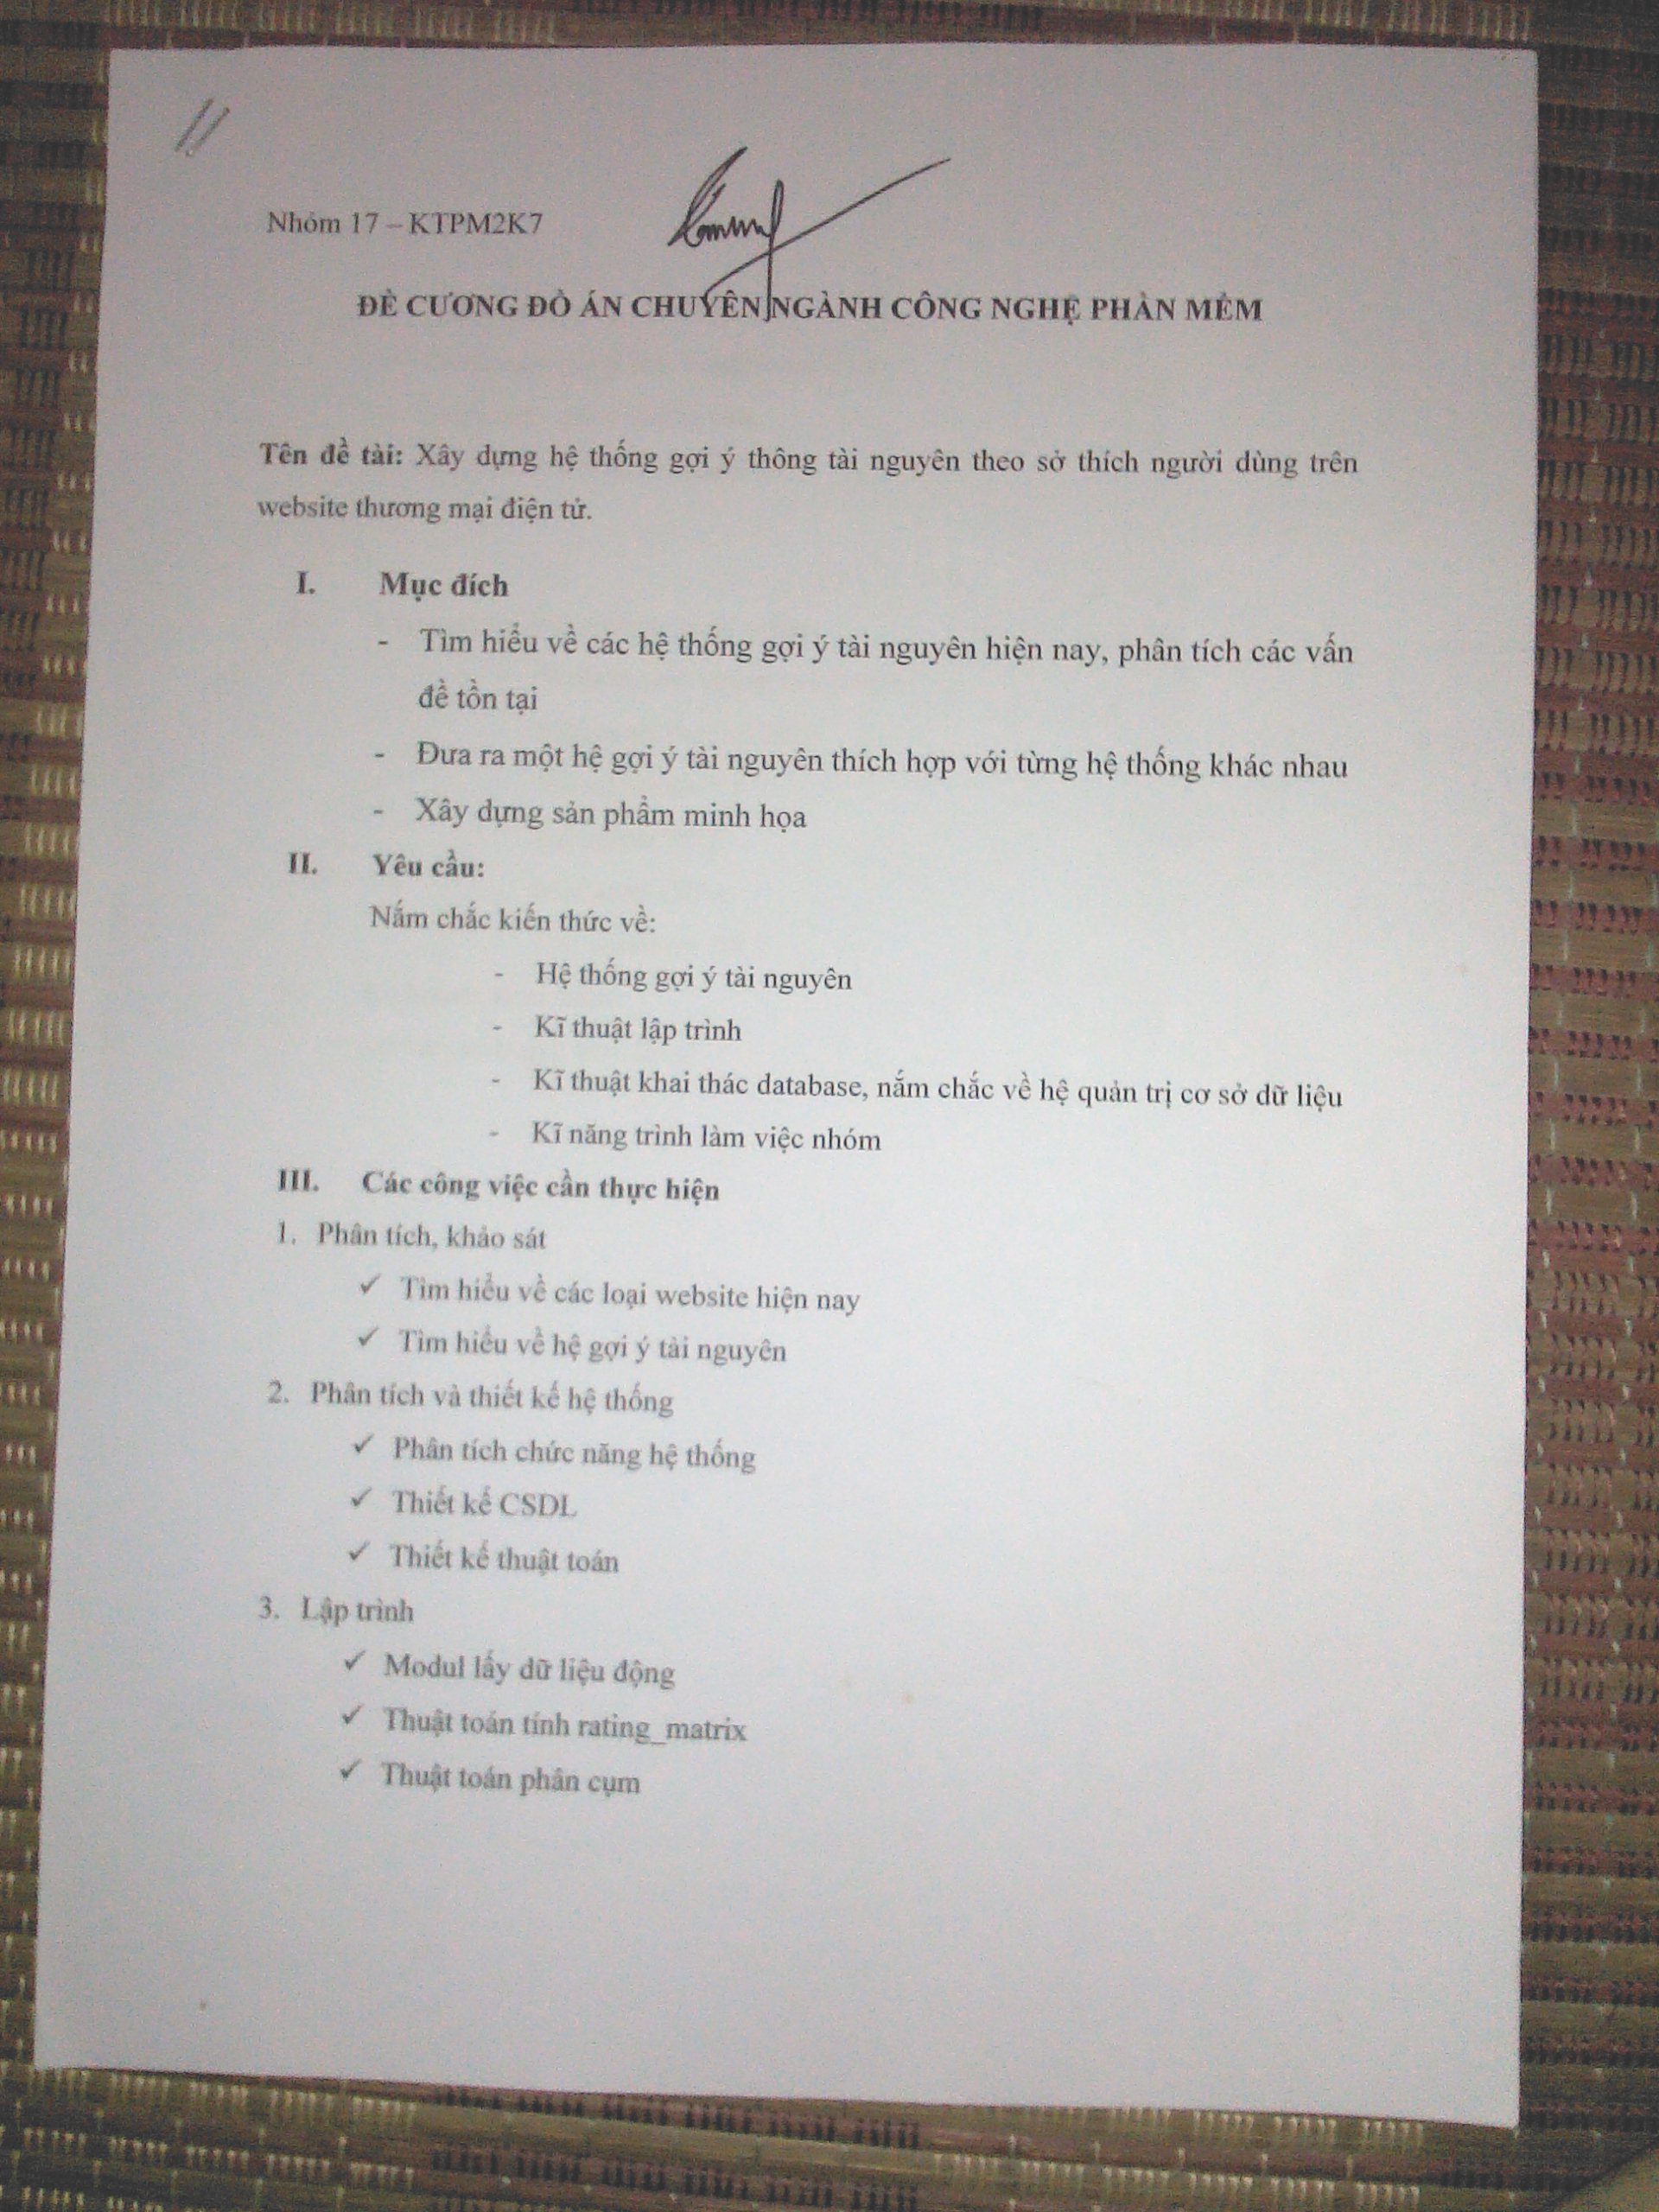 11
Nhóm 17 – KTPM2K7
ĐỀ CƯƠNG ĐỒ ÁN CHUYÊN NGÀNH CÔNG NGHỆ PHẦN MỀM
Tên đề tài: Xây dựng hệ thống gợi ý thông tài nguyên theo sở thích người dùng trên
website thương mại điện tử.
I. Mục đích
- Tìm hiểu về các hệ thống gợi ý tài nguyên hiện nay, phân tích các vấn
đề tồn tại
- Đưa ra một hệ gợi ý tài nguyên thích hợp với từng hệ thống khác nhau
- Xây dựng sản phẩm minh họa
II. Yêu cầu:
Nắm chắc kiến thức về:
- Hệ thống gợi ý tài nguyên
- Kĩ thuật lập trình
- Kĩ thuật khai thác database, nắm chắc về hệ quản trị cơ sở dữ liệu
- Kĩ năng trình làm việc nhóm
III. Các công việc cần thực hiện
1. Phân tích, khảo sát
✓ Tìm hiểu về các loại website hiện nay
✓ Tìm hiểu về hệ gợi ý tài nguyên
2. Phân tích và thiết kế hệ thống
✓ Phân tích chức năng hệ thống
✓ Thiết kế CSDL
✓ Thiết kế thuật toán
3. Lập trình
✓ Modul lấy dữ liệu động
✓ Thuật toán tính rating_matrix
✓ Thuật toán phân cụm